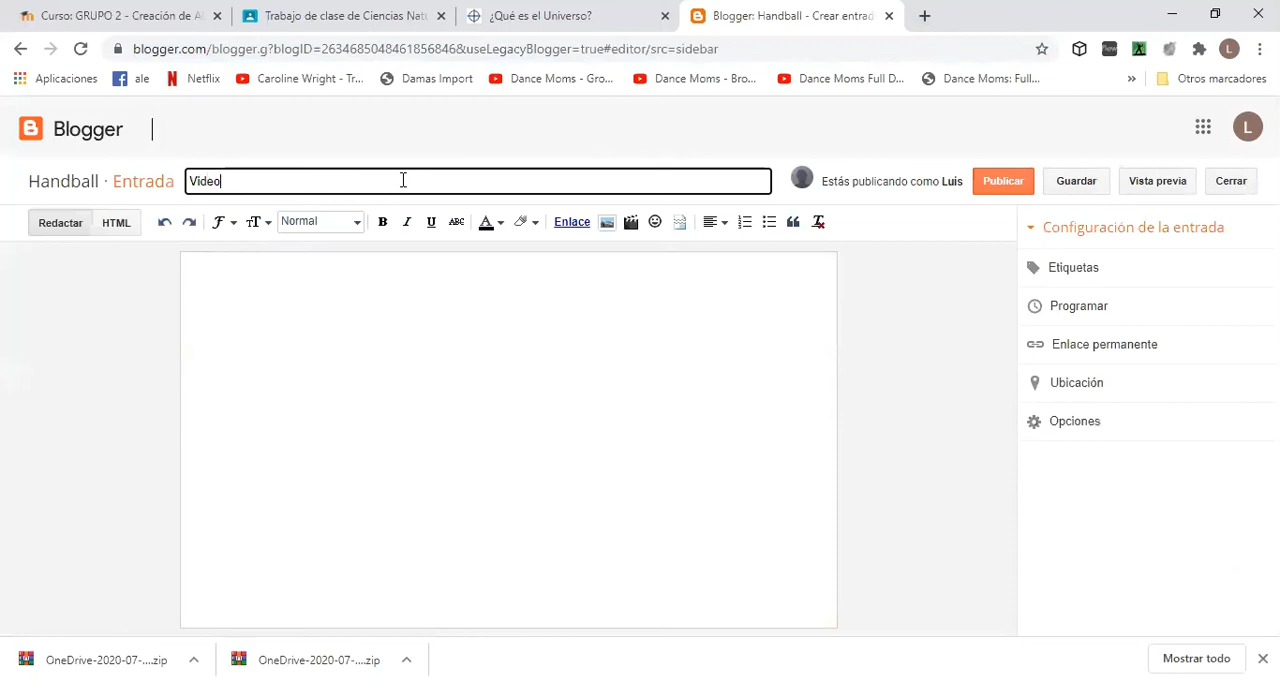 Curso: GRUPO 2 - Creación de Al
Trabajo de clase de Ciencias Natu
¿Qué es el Universo?
Blogger: Handball - Crear entrad
blogger.com/blogger.g?blogID=2634685048461856846&useLegacyBlogger=true#editor/src=sidebar
L
Aplicaciones
ale
Netflix
Caroline Wright - Tr...
Damas Import
Dance Moms - Gro...
Dance Moms - Bro...
Dance Moms Full D...
Dance Moms: Full...
»
Otros marcadores
Blogger
L
Handball · Entrada
Video
Estás publicando como Luis
Publicar
Guardar
Vista previa
Cerrar
Redactar
HTML
Normal
B I U ABC A
Enlace
Configuración de la entrada
Etiquetas
Programar
Enlace permanente
Ubicación
Opciones
OneDrive-2020-07-....zip
OneDrive-2020-07-....zip
Mostrar todo